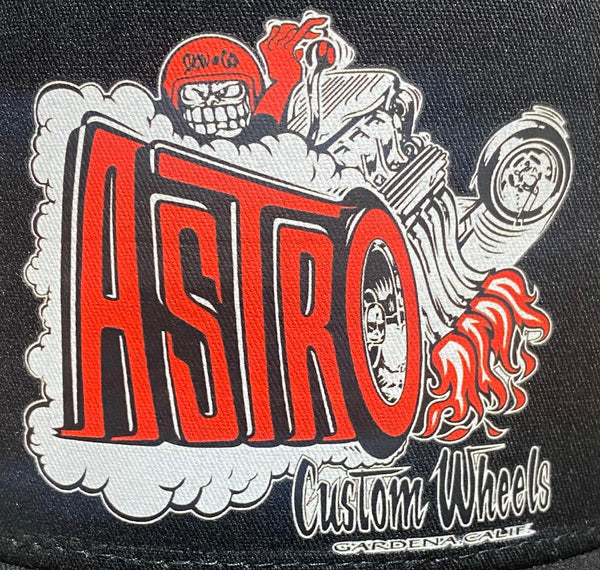 ASTRO
Custom Wheels
GARDENA, CALIF.